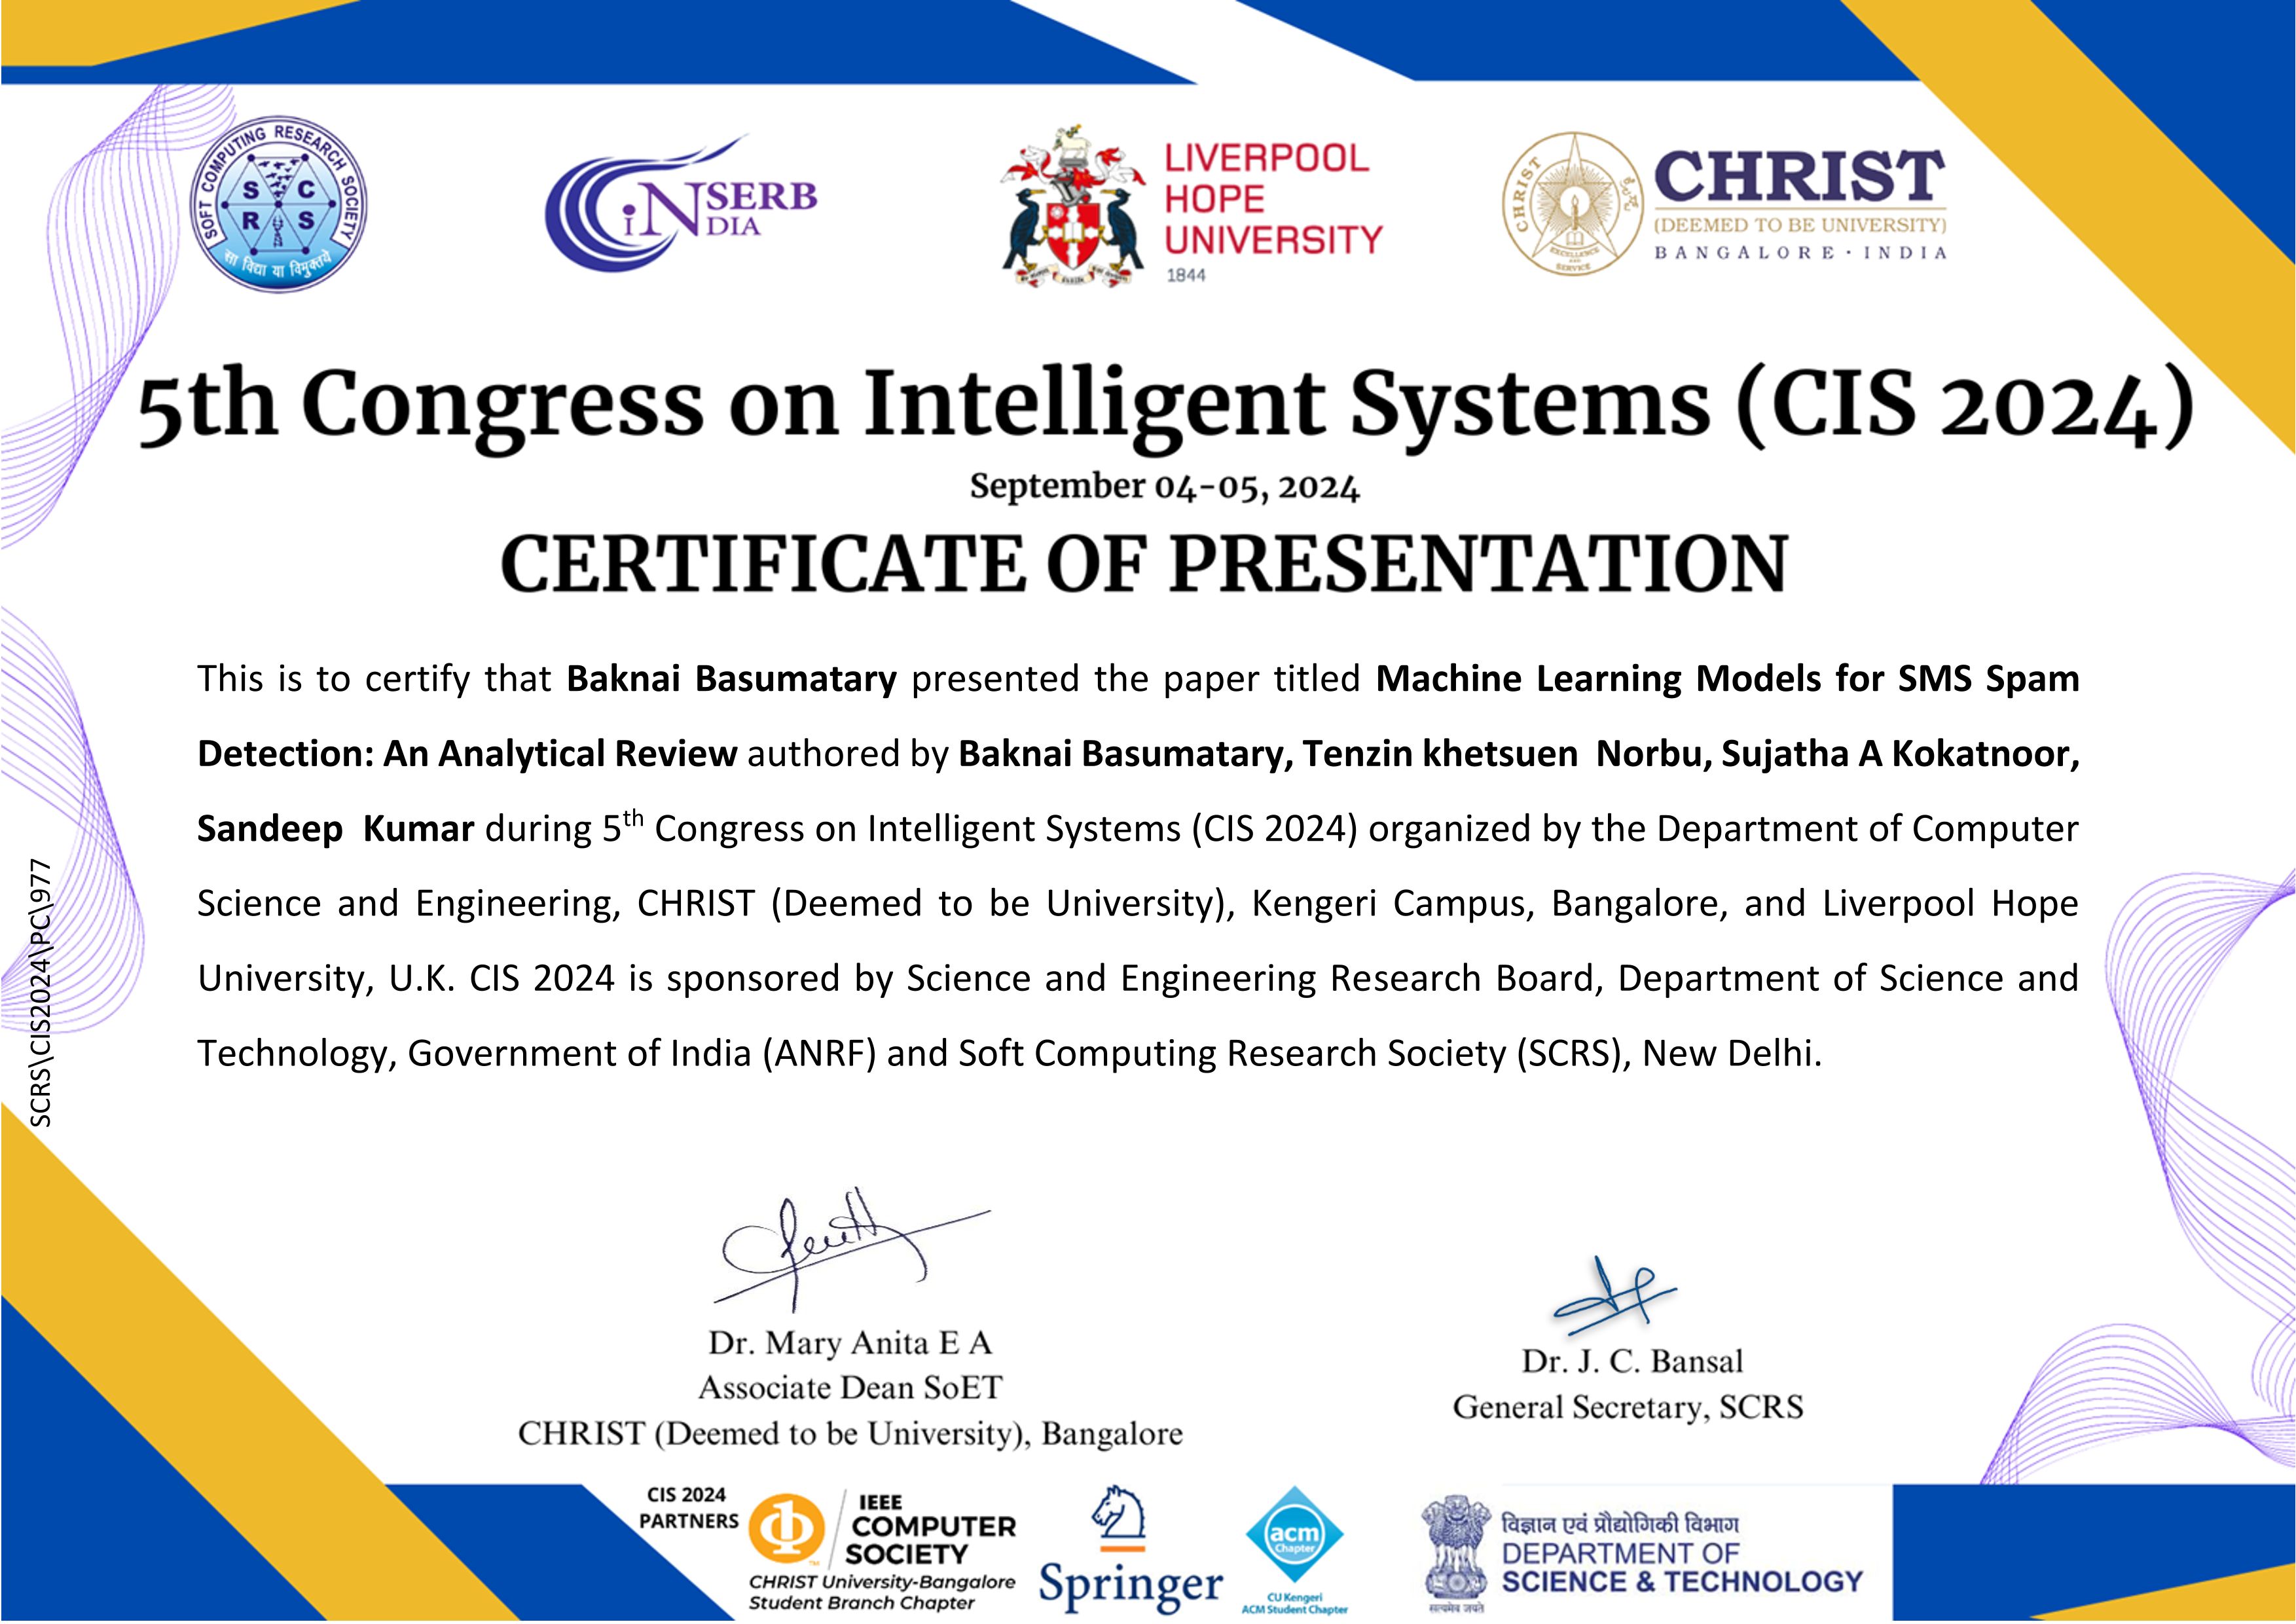 SOFT COMPUTING RESEARCH SOCIETY
S C
R S
सा विद्या या विमुक्तये
iNSERB
INDIA
LIVERPOOL
HOPE
UNIVERSITY
1844
CHRIST
EXCELLENCE
AND
SERVICE
CHRIST
(DEEMED TO BE UNIVERSITY)
BANGALORE · INDIA
5th Congress on Intelligent Systems (CIS 2024)
September 04-05, 2024
CERTIFICATE OF PRESENTATION
This is to certify that Baknai Basumatary presented the paper titled Machine Learning Models for SMS Spam
Detection: An Analytical Review authored by Baknai Basumatary, Tenzin khetsuen Norbu, Sujatha A Kokatnoor,
Sandeep Kumar during 5th Congress on Intelligent Systems (CIS 2024) organized by the Department of Computer
Science and Engineering, CHRIST (Deemed to be University), Kengeri Campus, Bangalore, and Liverpool Hope
University, U.K. CIS 2024 is sponsored by Science and Engineering Research Board, Department of Science and
Technology, Government of India (ANRF) and Soft Computing Research Society (SCRS), New Delhi.
SCRS\CIS2024\PC\977
Dr. Mary Anita E A
Associate Dean SoET
CHRIST (Deemed to be University), Bangalore
Dr. J. C. Bansal
General Secretary, SCRS
CIS 2024
PARTNERS
IEEE
COMPUTER
SOCIETY
CHRIST University-Bangalore
Student Branch Chapter
Springer
acm
Chapter
CU Kengeri
ACM Student Chapter
सत्यमेव जयते
विज्ञान एवं प्रौद्योगिकी विभाग
DEPARTMENT OF
SCIENCE & TECHNOLOGY